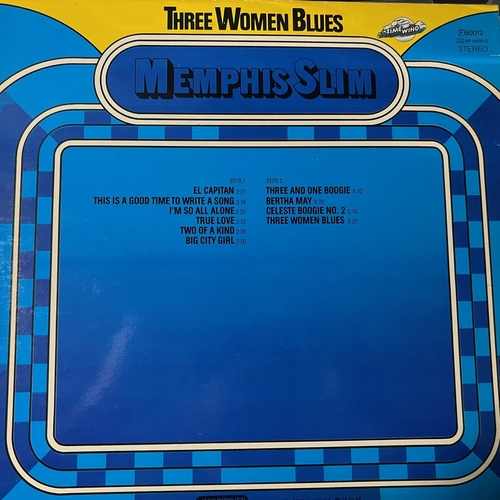 THREE WOMEN BLUES
TIME WIND
STEREO
MEMPHIS SLIM
EL CAPITAN
THIS IS A GOOD TIME TO WRITE A SONG
I'M SO ALL ALONE
TRUE LOVE
TWO OF A KIND
BIG CITY GIRL
THREE AND ONE BOOGIE
BERTHA MAY
CELESTE BOOGIE NO. 2
THREE WOMEN BLUES